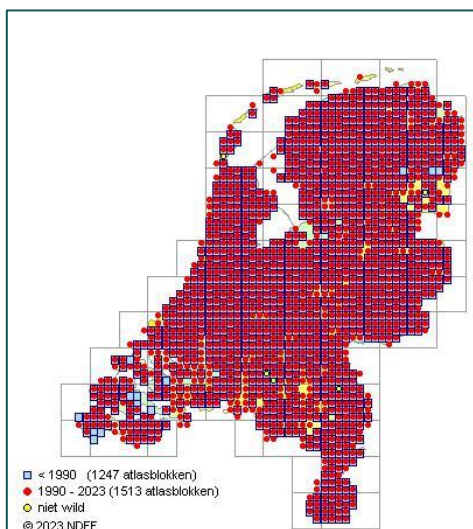 < 1990 (1247 atlasblokken)
1990 - 2023 (1513 atlasblokken)
niet wild
© 2023 NDFF